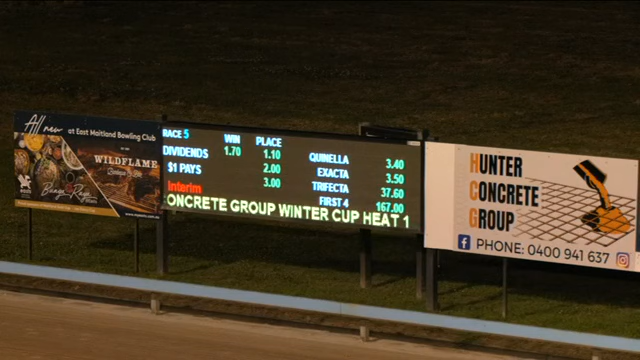 All new at East Maitland Bowling Club
WILDFLAME
RACE 5 WIN PLACE
DIVIDENDS 1.70 1.10
$1 PAYS 2.00
Interim 3.00
QUINELLA 3.40
EXACTA 3.50
TRIFECTA 37.60
FIRST 4 167.00
ONCRETE GROUP WINTER CUP HEAT 1
HUNTER
CONCRETE
GROUP
PHONE: 0400 941 637